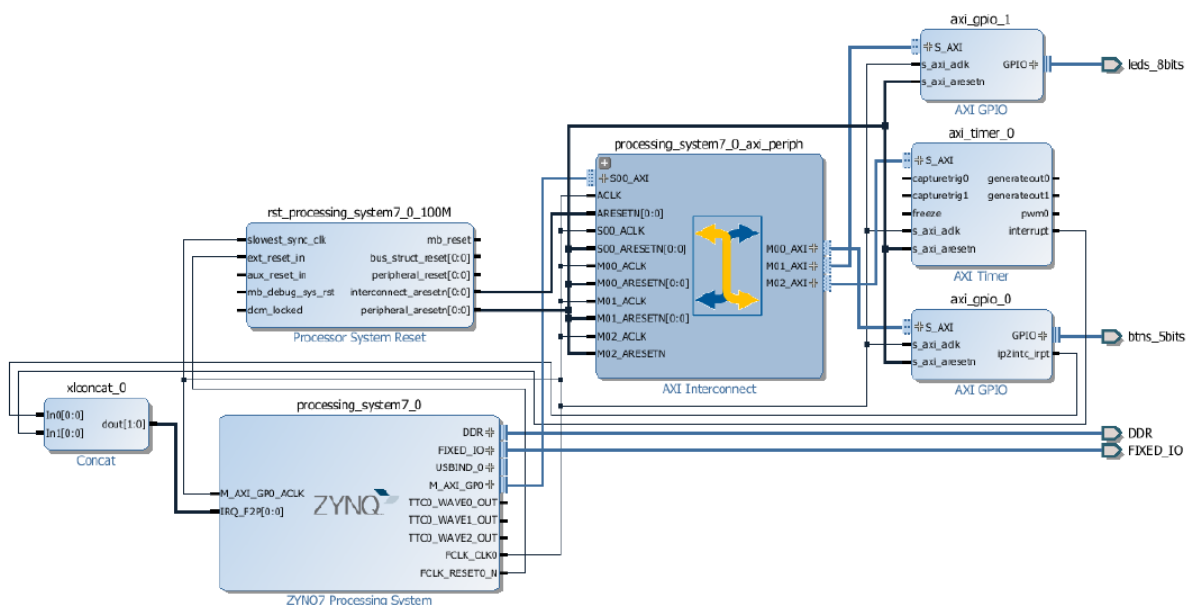 axi_gpio_1
S_AXI
s_axi_aclk
s_axi_aresetn
GPIO
AXI GPIO
leds_8bits
axi_timer_0
S_AXI
capturetrig0
capturetrig1
freeze
s_axi_aclk
s_axi_aresetn
generateout0
generateout1
pwm0
interrupt
AXI Timer
processing_system7_0_axi_periph
S00_AXI
ACLK
ARESETN[0:0]
S00_ACLK
S00_ARESETN[0:0]
M00_ACLK
M00_ARESETN[0:0]
M01_ACLK
M01_ARESETN[0:0]
M02_ACLK
M02_ARESETN
M00_AXI
M01_AXI
M02_AXI
AXI Interconnect
rst_processing_system7_0_100M
slowest_sync_clk
ext_reset_in
aux_reset_in
mb_debug_sys_rst
dcm_locked
mb_reset
bus_struct_reset[0:0]
peripheral_reset[0:0]
interconnect_aresetn[0:0]
peripheral_aresetn[0:0]
Processor System Reset
axi_gpio_0
S_AXI
s_axi_aclk
s_axi_aresetn
GPIO
ip2intc_irpt
AXI GPIO
btns_5bits
xlconcat_0
In0[0:0]
In1[0:0]
dout[1:0]
Concat
processing_system7_0
M_AXI_GP0_ACLK
IRQ_F2P[0:0]
ZYNQ
DDR
FIXED_IO
USBIND_0
M_AXI_GP0
TTC0_WAVE0_OUT
TTC0_WAVE1_OUT
TTC0_WAVE2_OUT
FCLK_CLK0
FCLK_RESET0_N
ZYNQ7 Processing System
DDR
FIXED_IO